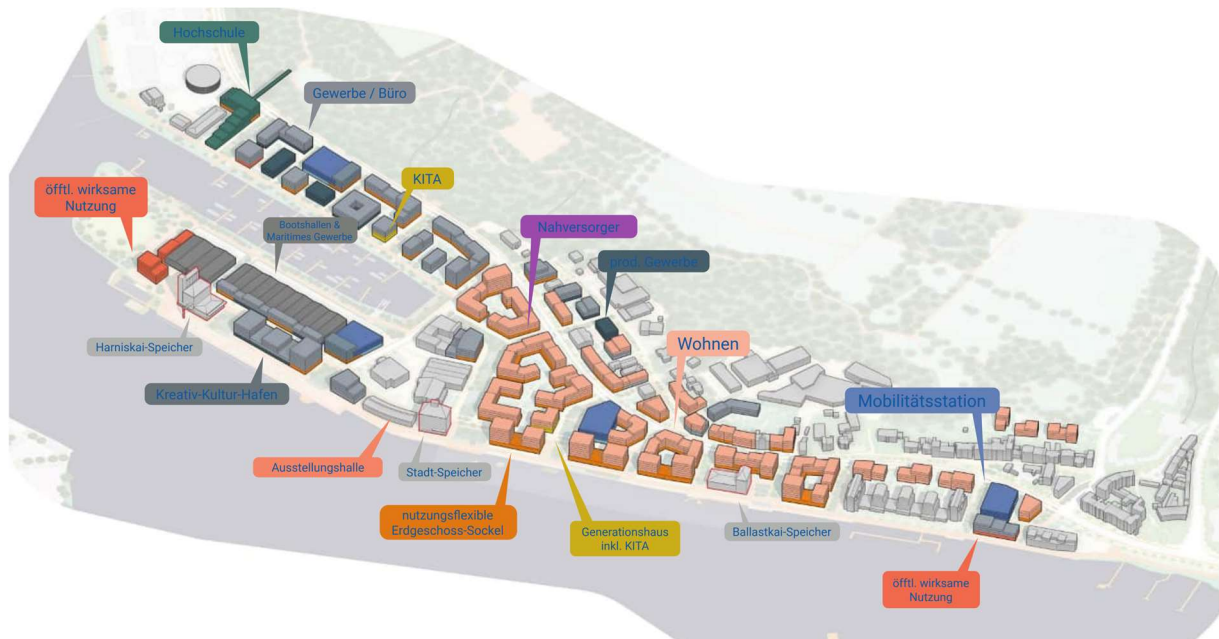 Hochschule
Gewerbe / Büro
KITA
öfftl. wirksame
Nutzung
Bootshallen &
Maritimes Gewerbe
Nahversorger
prod. Gewerbe
Harniskai-Speicher
Wohnen
Kreativ-Kultur-Hafen
Mobilitätsstation
Ausstellungshalle
Stadt-Speicher
nutzungsflexible
Erdgeschoss-Sockel
Generationshaus
inkl. KITA
Ballastkai-Speicher
öfftl. wirksame
Nutzung